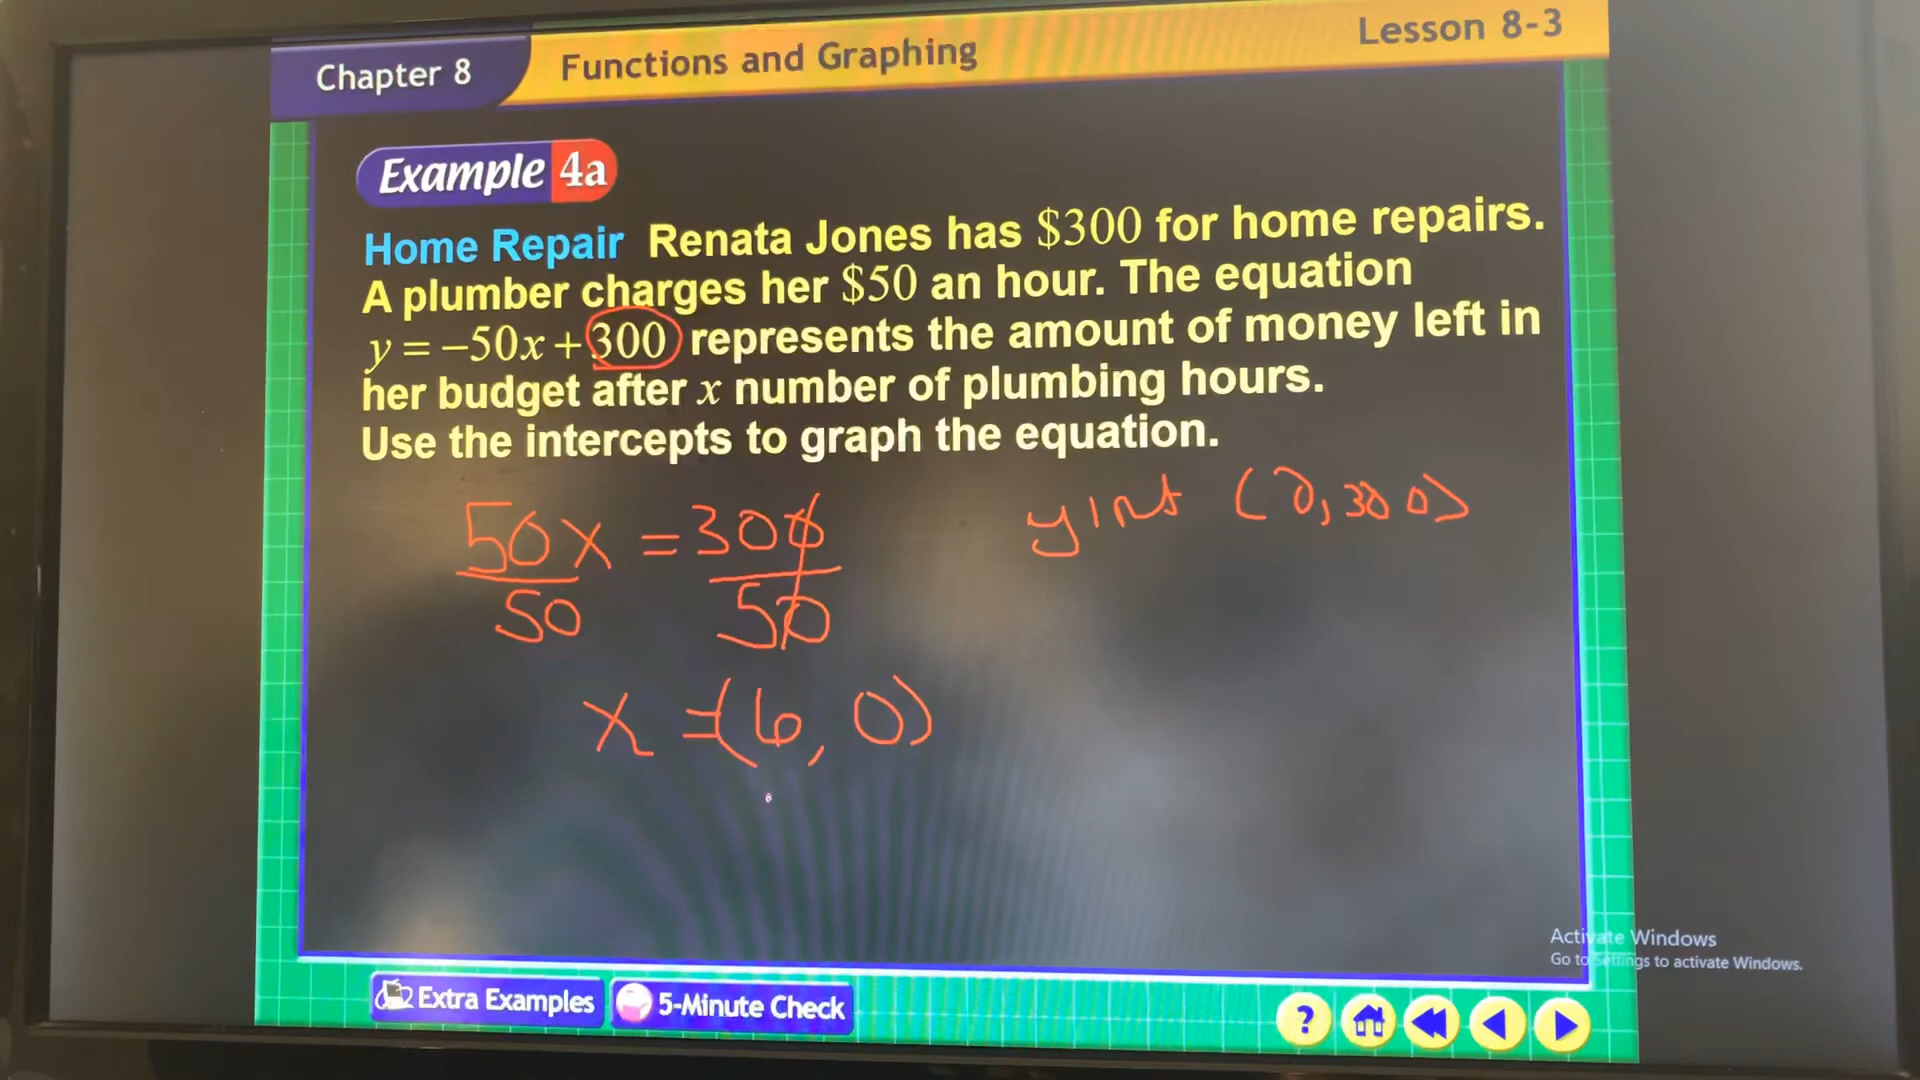 Chapter 8
Functions and Graphing
Lesson 8-3
Example 4a
Home Repair Renata Jones has $300 for home repairs.
A plumber charges her $50 an hour. The equation
y = –50x + 300 represents the amount of money left in
her budget after x number of plumbing hours.
Use the intercepts to graph the equation.
50x = 300
50 50
x =(6, 0)
y int (0,300)
Activate Windows
Go to Settings to activate Windows.
Extra Examples
5-Minute Check
?